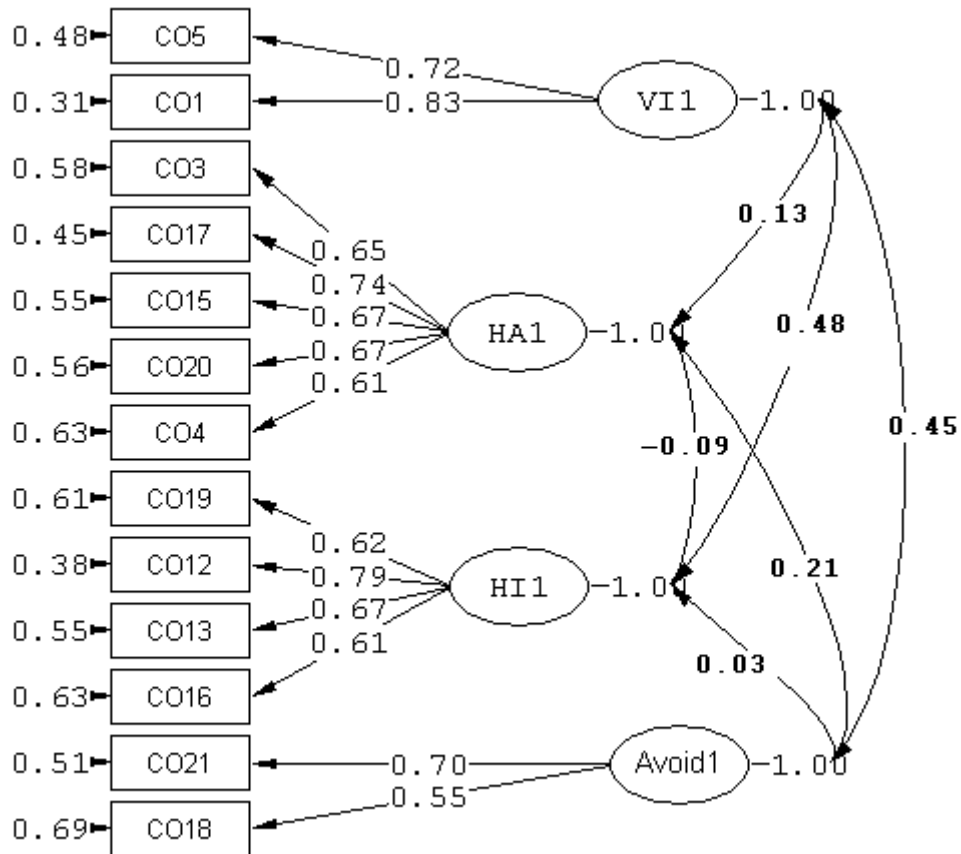 0.48 CO5
0.72
0.31 CO1
0.83
VI1 1.00
0.58 CO3
0.13
0.45 CO17
0.65
0.74
0.55 CO15
0.67
HA1 1.0
0.48
0.56 CO20
0.67
0.61
0.63 CO4
-0.09
0.45
0.61 CO19
0.62
0.38 CO12
0.79
HI1 1.0
0.21
0.55 CO13
0.67
0.61
0.03
0.63 CO16
0.51 CO21
0.70
Avoid1 1.00
0.55
0.69 CO18